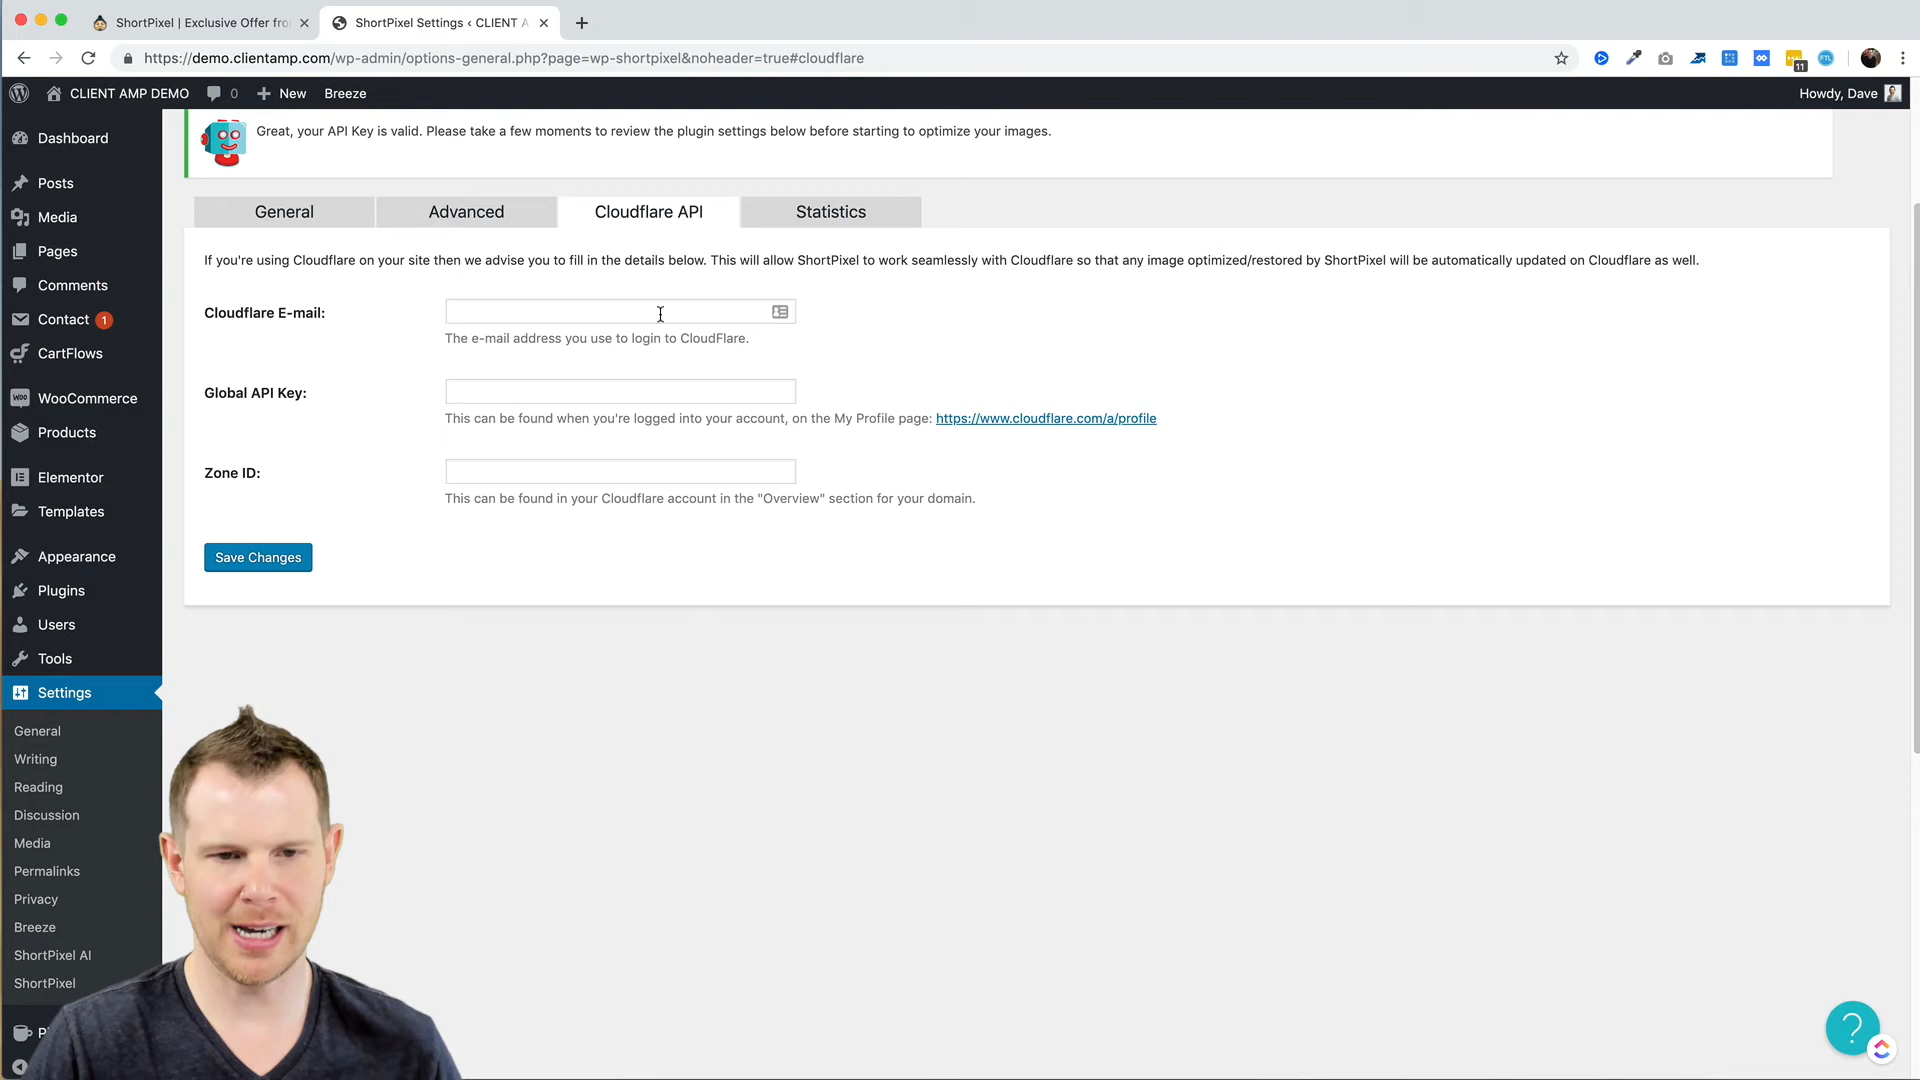 ShortPixel | Exclusive Offer fro
ShortPixel Settings ‹ CLIENT A
https://demo.clientamp.com/wp-admin/options-general.php?page=wp-shortpixel&noheader=true#cloudflare
11
FTL
CLIENT AMP DEMO
0
New
Breeze
Howdy, Dave
Dashboard
Posts
Media
Pages
Comments
Contact 1
CartFlows
WooCommerce
Products
Elementor
Templates
Appearance
Plugins
Users
Tools
Settings
General
Writing
Reading
Discussion
Media
Permalinks
Privacy
Breeze
ShortPixel AI
ShortPixel
Great, your API Key is valid. Please take a few moments to review the plugin settings below before starting to optimize your images.
General
Advanced
Cloudflare API
Statistics
If you're using Cloudflare on your site then we advise you to fill in the details below. This will allow ShortPixel to work seamlessly with Cloudflare so that any image optimized/restored by ShortPixel will be automatically updated on Cloudflare as well.
Cloudflare E-mail:
The e-mail address you use to login to CloudFlare.
Global API Key:
This can be found when you're logged into your account, on the My Profile page: https://www.cloudflare.com/a/profile
Zone ID:
This can be found in your Cloudflare account in the "Overview" section for your domain.
Save Changes
?